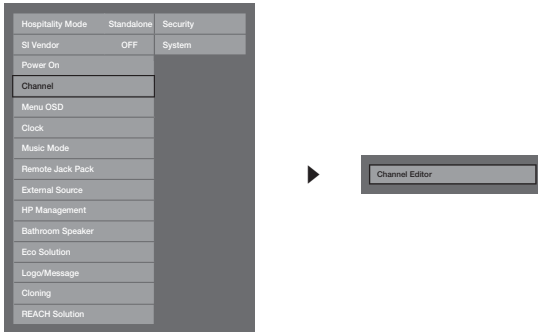 Hospitality Mode Standalone Security
SI Vendor OFF System
Power On
Channel
Menu OSD
Clock
Music Mode
Remote Jack Pack
External Source
HP Management
Bathroom Speaker
Eco Solution
Logo/Message
Cloning
REACH Solution
Channel Editor